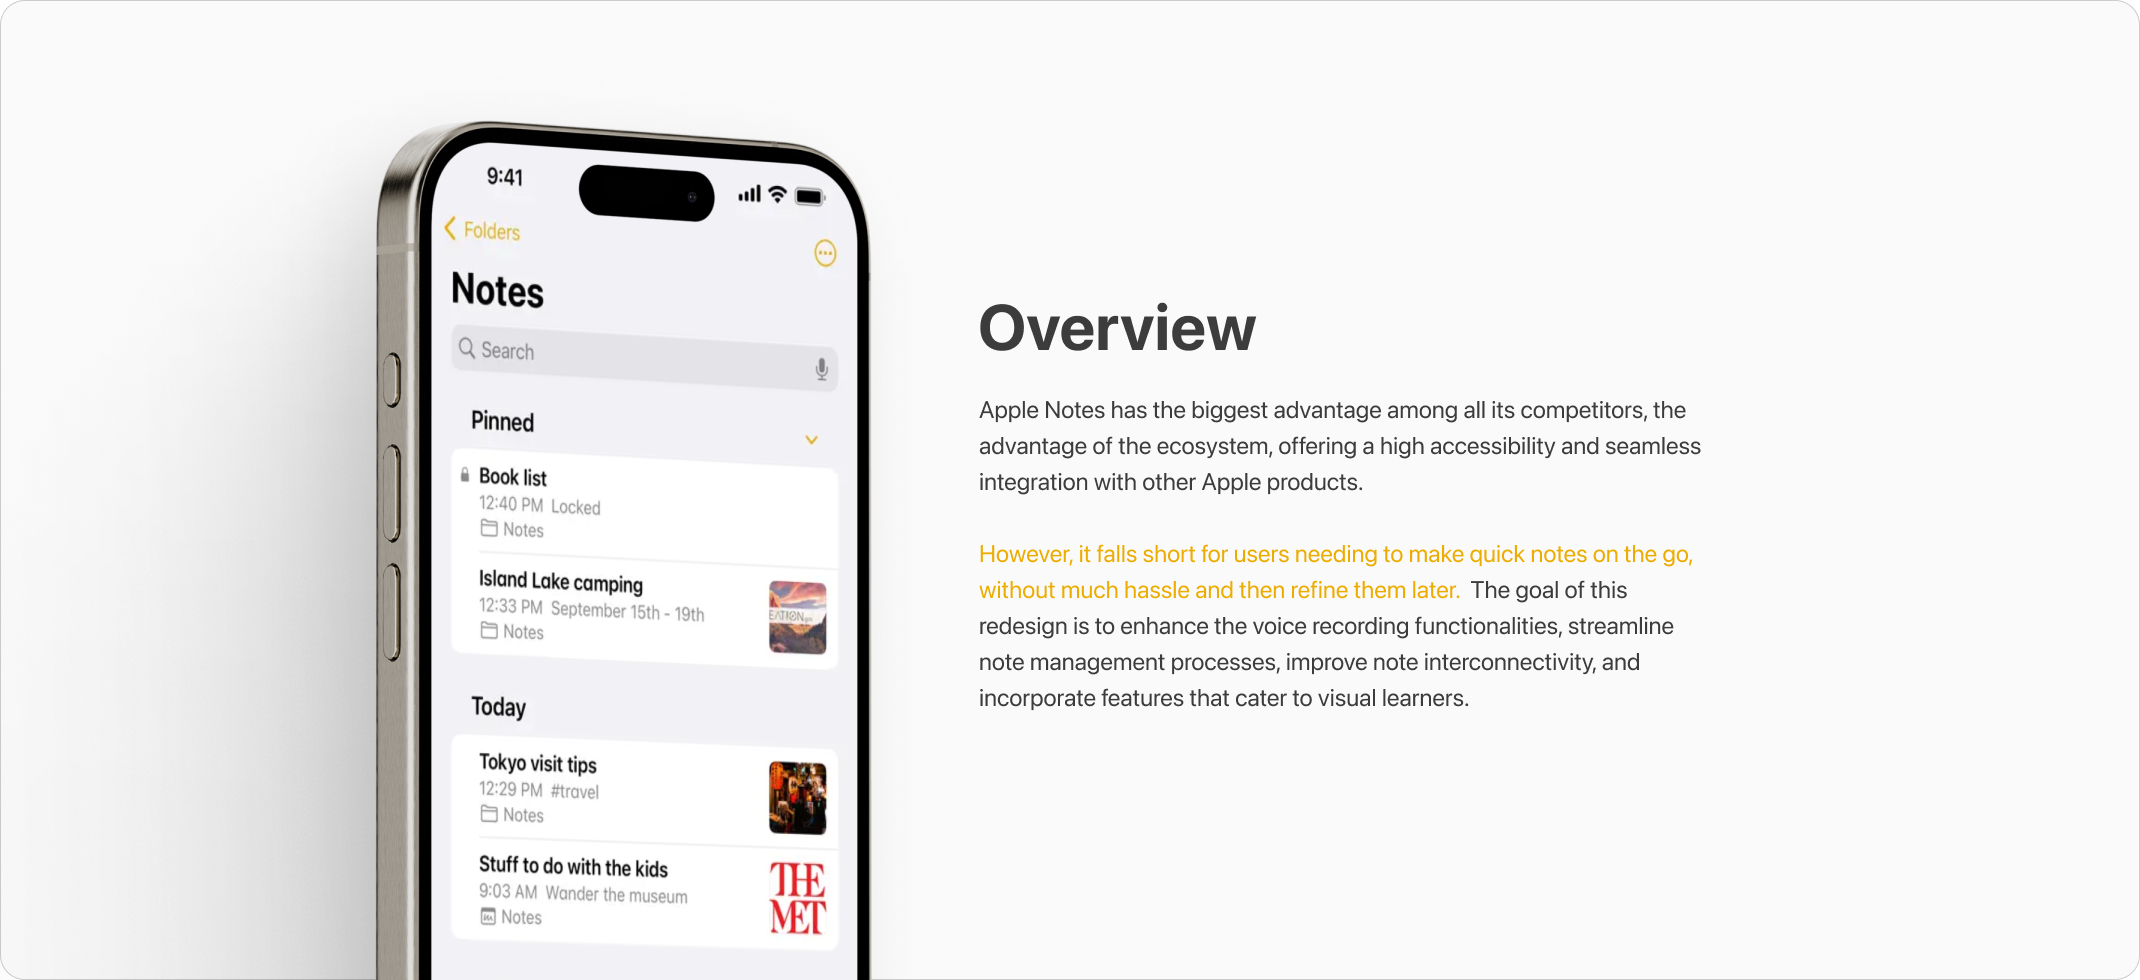 9:41
Folders
Notes
Search
Pinned
Book list
12:40 PM Locked
Notes
Island Lake camping
12:33 PM September 15th - 19th
Notes
Today
Tokyo visit tips
12:29 PM #travel
Notes
Stuff to do with the kids
9:03 AM Wander the museum
Notes
THE
MET
Overview
Apple Notes has the biggest advantage among all its competitors, the
advantage of the ecosystem, offering a high accessibility and seamless
integration with other Apple products.
However, it falls short for users needing to make quick notes on the go,
without much hassle and then refine them later. The goal of this
redesign is to enhance the voice recording functionalities, streamline
note management processes, improve note interconnectivity, and
incorporate features that cater to visual learners.